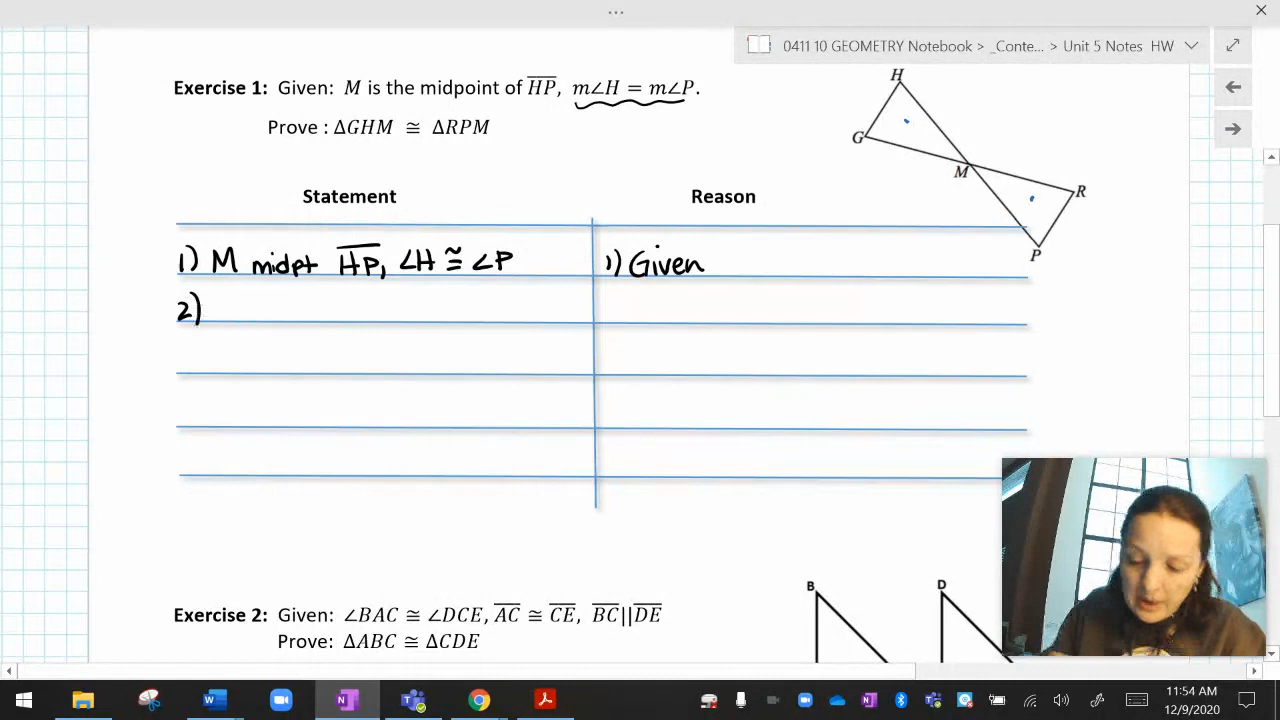 0411 10 GEOMETRY Notebook > _Conte... > Unit 5 Notes HW
Exercise 1: Given: M is the midpoint of HP, m∠H = m∠P.
Prove : ΔGHM ≅ ΔRPM
H
G
M
R
P
Statement Reason
1) M midpt HP, ∠H ≅ ∠P 1) Given
2)
Exercise 2: Given: ∠BAC ≅ ∠DCE, AC ≅ CE, BC||DE
Prove: ΔABC ≅ ΔCDE
B D
11:54 AM
12/9/2020